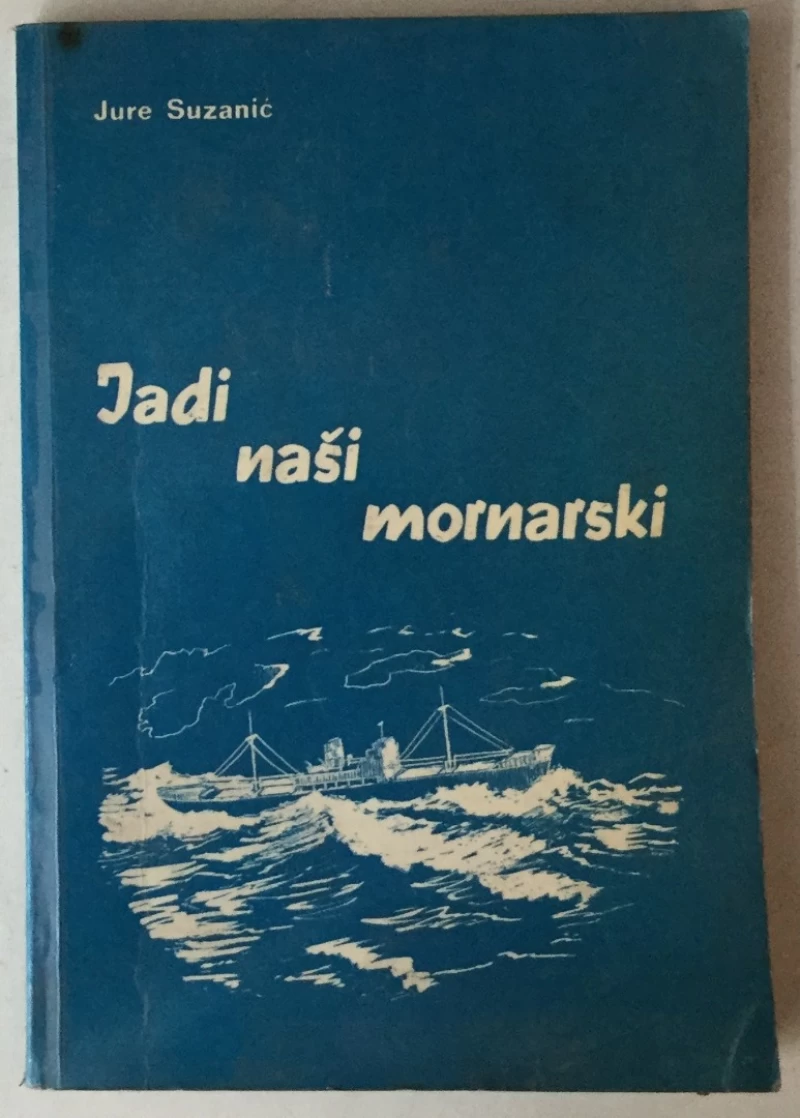 Jure Suzanić
Jadi
naši
mornarski